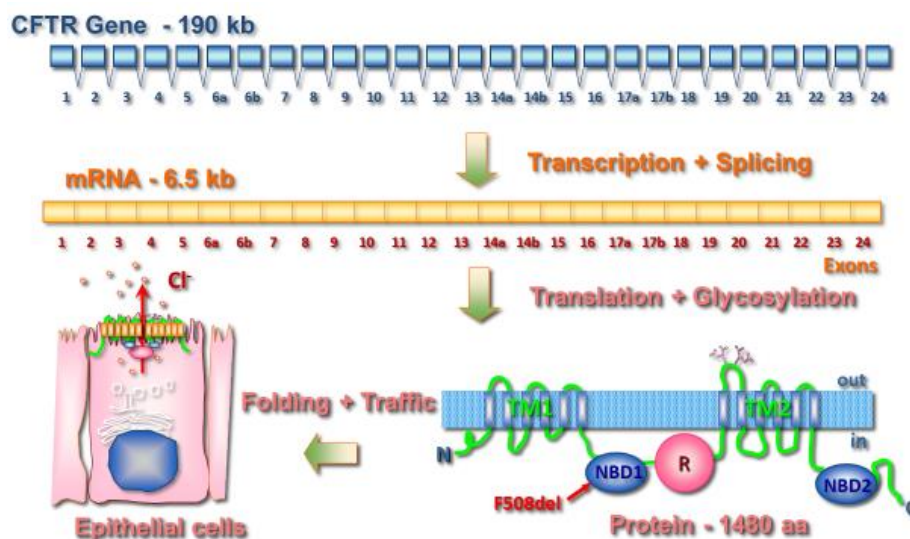 CFTR Gene - 190 kb
1 2 3 4 5 6a 6b 7 8 9 10 11 12 13 14a 14b 15 16 17a 17b 18 19 20 21 22 23 24
Transcription + Splicing
mRNA - 6.5 kb
1 2 3 4 5 6a 6b 7 8 9 10 11 12 13 14a 14b 15 16 17a 17b 18 19 20 21 22 23 24
Exons
Cl-
Translation + Glycosylation
out
TM1 TM2
Folding + Traffic
in
N
NBD1 R NBD2
F508del
C
Epithelial cells
Protein - 1480 aa